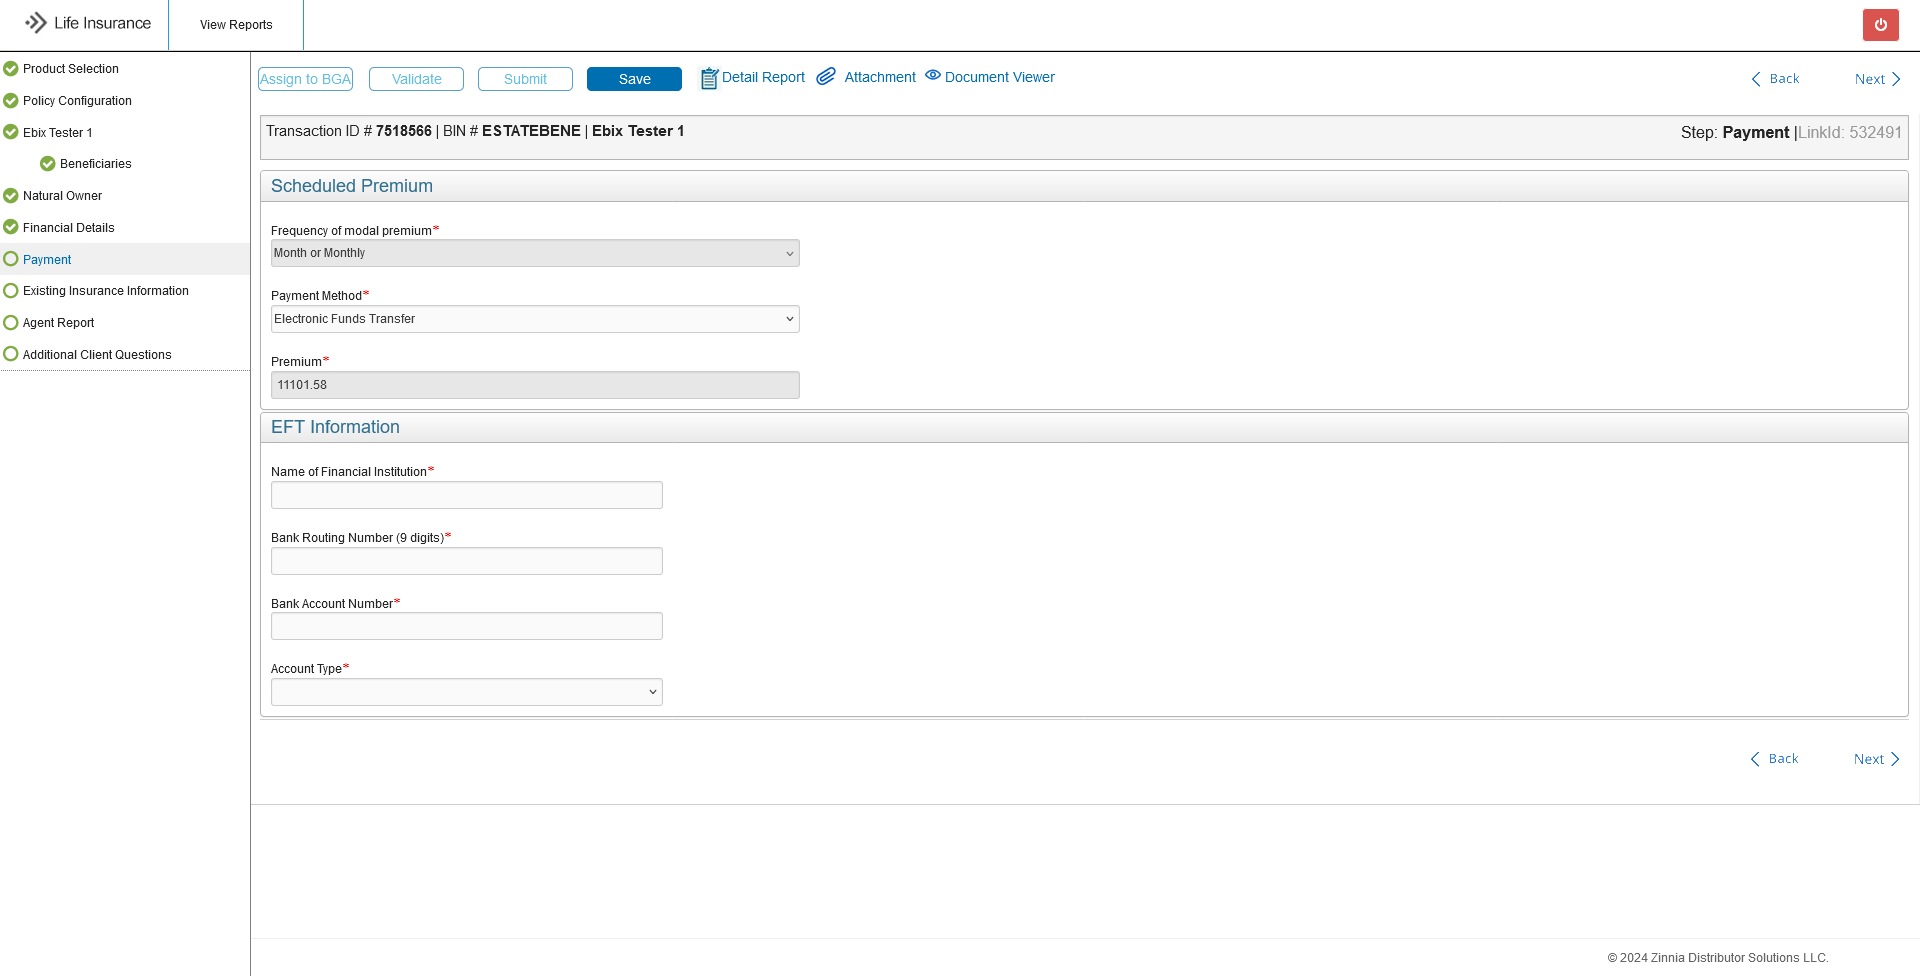 Life Insurance
View Reports
Product Selection
Policy Configuration
Ebix Tester 1
Beneficiaries
Natural Owner
Financial Details
Payment
Existing Insurance Information
Agent Report
Additional Client Questions
Assign to BGA
Validate
Submit
Save
Detail Report
Attachment
Document Viewer
Back
Next
Transaction ID # 7518566 | BIN # ESTATEBENE | Ebix Tester 1
Step: Payment |LinkId: 532491
Scheduled Premium
Frequency of modal premium*
Month or Monthly
Payment Method*
Electronic Funds Transfer
Premium*
11101.58
EFT Information
Name of Financial Institution*
Bank Routing Number (9 digits)*
Bank Account Number*
Account Type*
Back
Next
© 2024 Zinnia Distributor Solutions LLC.